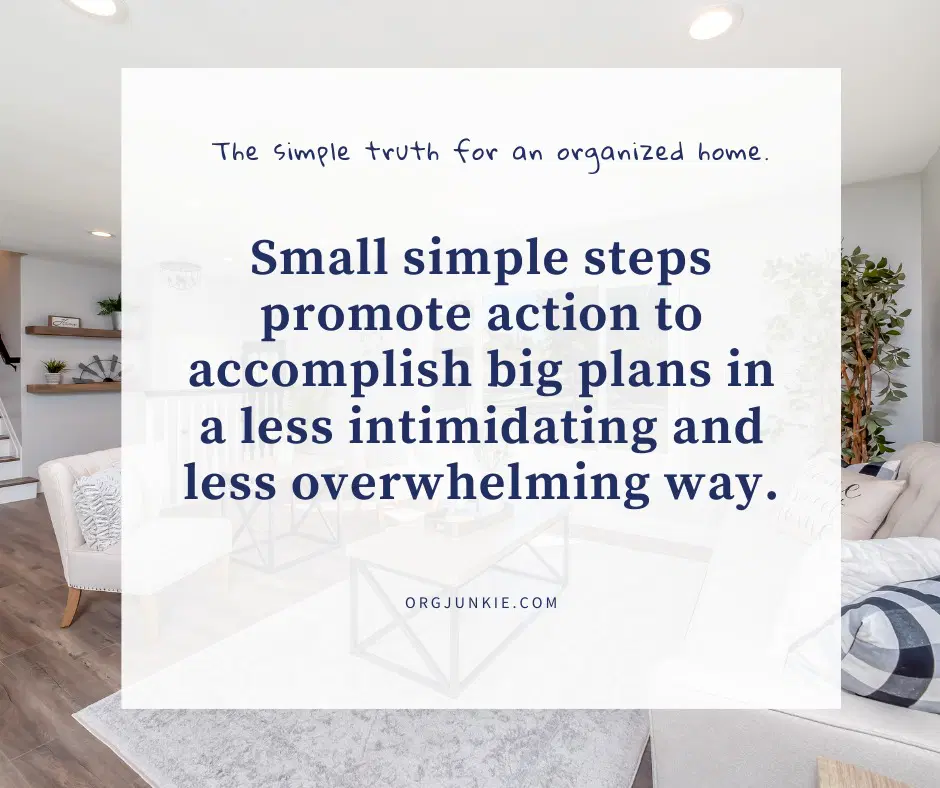 The simple truth for an organized home.
Small simple steps
promote action to
accomplish big plans in
a less intimidating and
less overwhelming way.
ORGJUNKIE.COM